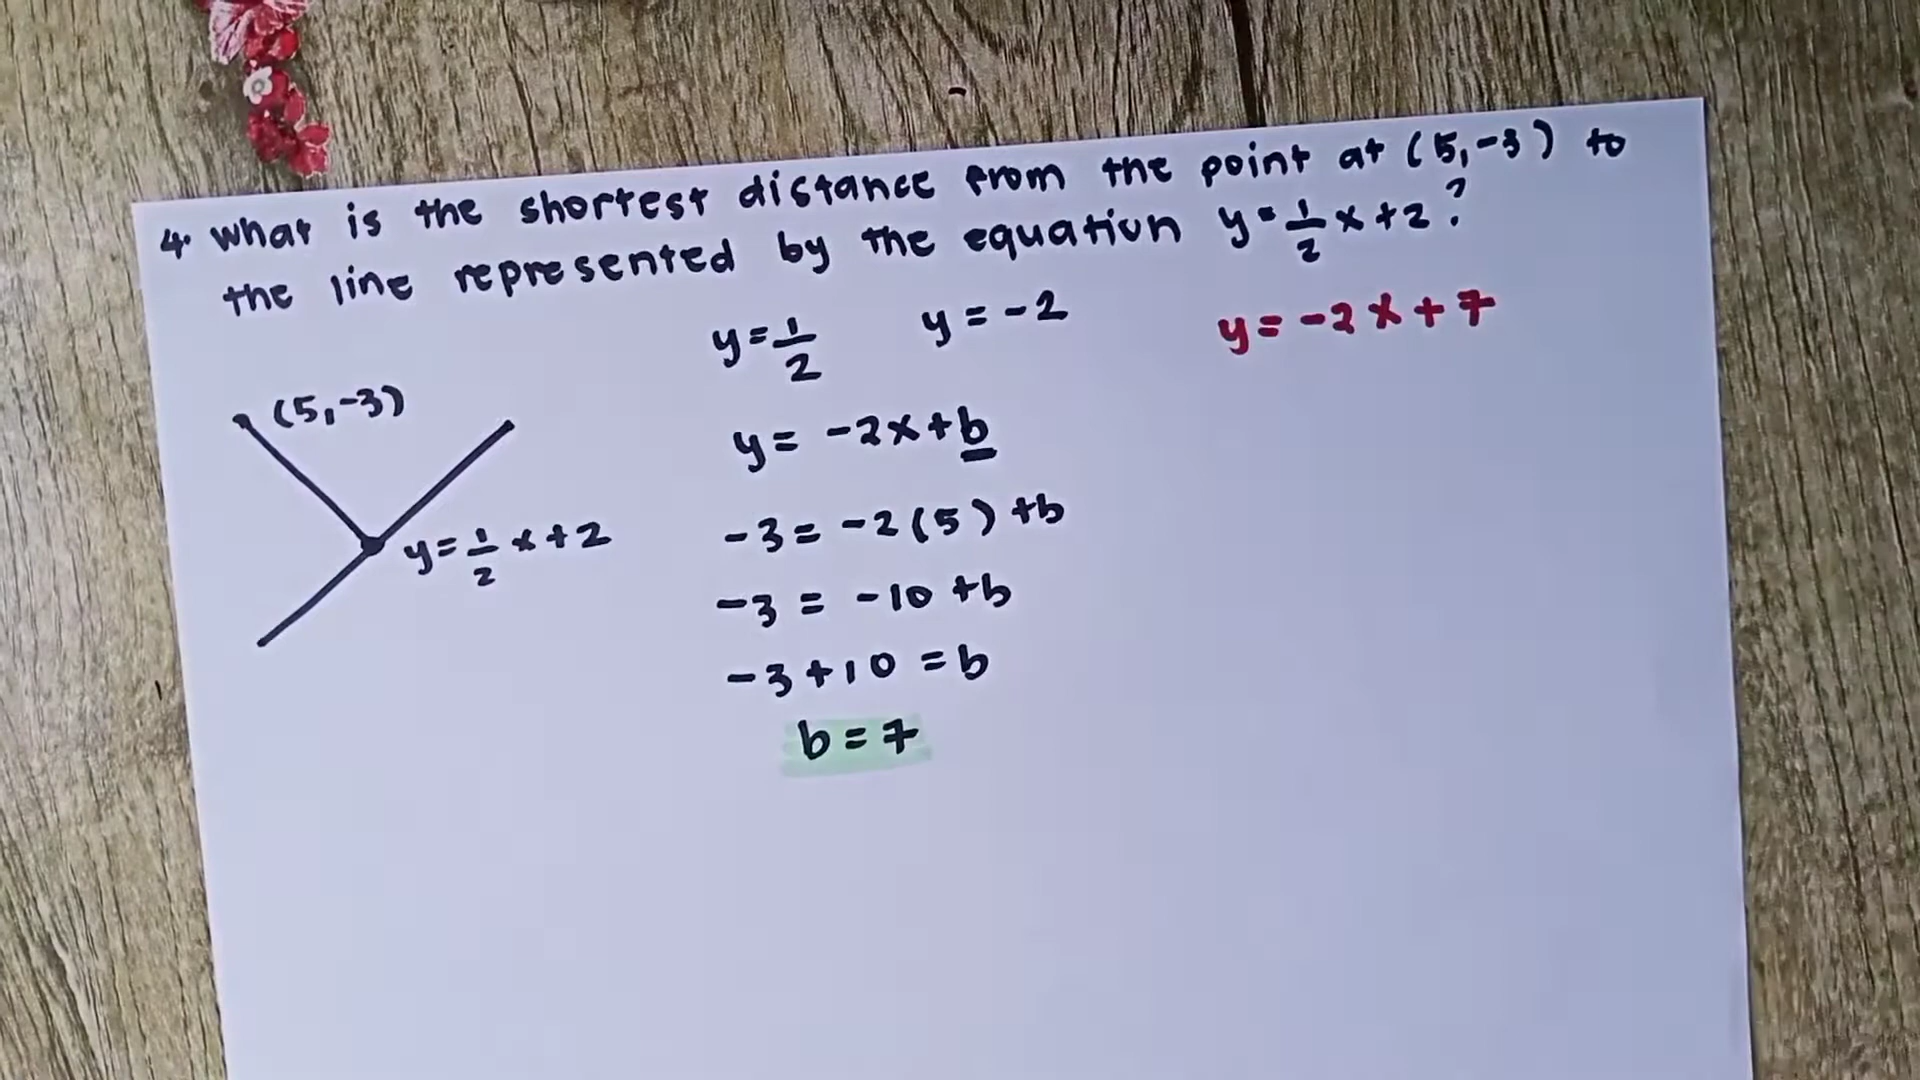 4. What is the shortest distance from the point at (5,-3) to
the line represented by the equation y=1/2 x+2?
y=1/2
y=-2
y=-2x+7
(5,-3)
y=1/2 x+2
y=-2x+b
-3=-2(5)+b
-3=-10+b
-3+10=b
b=7